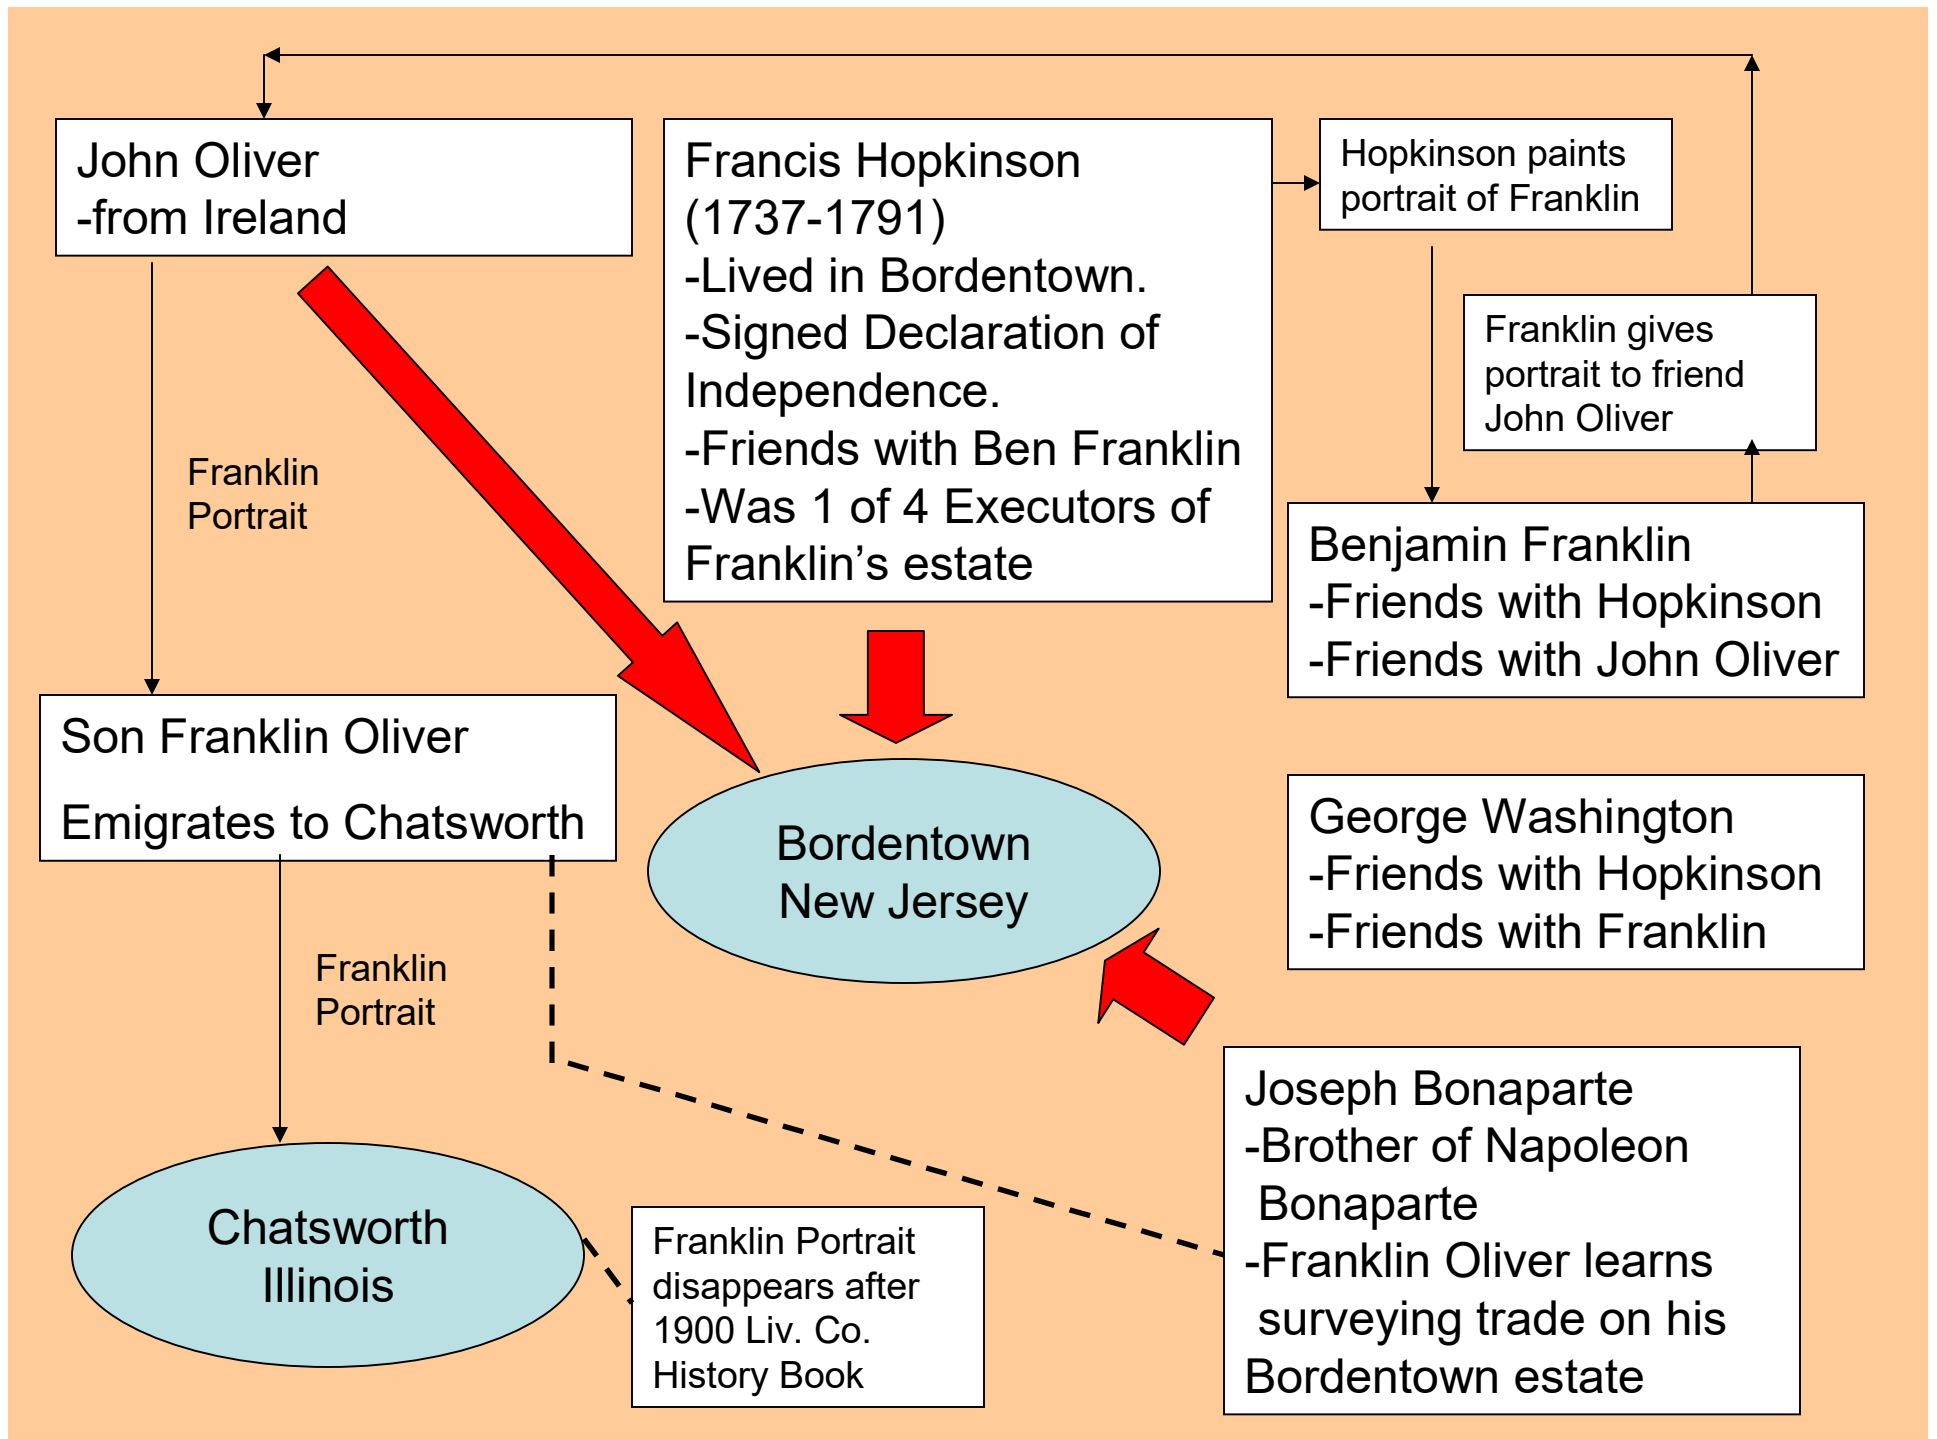 John Oliver
-from Ireland
Francis Hopkinson
(1737-1791)
-Lived in Bordentown.
-Signed Declaration of
Independence.
-Friends with Ben Franklin
-Was 1 of 4 Executors of
Franklin’s estate
Hopkinson paints
portrait of Franklin
Franklin gives
portrait to friend
John Oliver
Franklin
Portrait
Benjamin Franklin
-Friends with Hopkinson
-Friends with John Oliver
Son Franklin Oliver
Emigrates to Chatsworth
Bordentown
New Jersey
George Washington
-Friends with Hopkinson
-Friends with Franklin
Franklin
Portrait
Joseph Bonaparte
-Brother of Napoleon
Bonaparte
-Franklin Oliver learns
surveying trade on his
Bordentown estate
Chatsworth
Illinois
Franklin Portrait
disappears after
1900 Liv. Co.
History Book